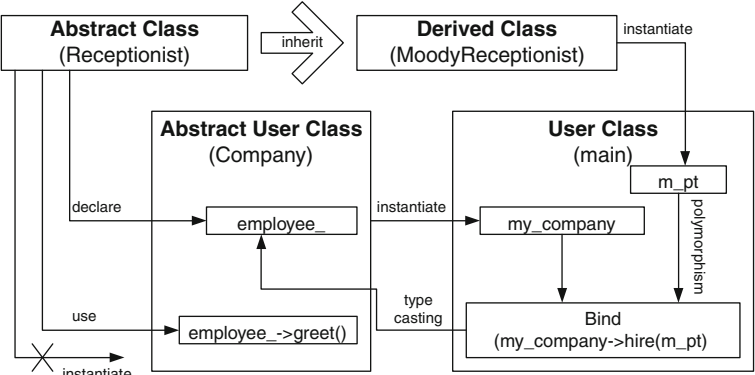 Abstract Class
(Receptionist)
inherit
Derived Class
(MoodyReceptionist)
instantiate
Abstract User Class
(Company)
User Class
(main)
m_pt
declare
employee_
instantiate
my_company
polymorphism
type
casting
use
employee_->greet()
Bind
(my_company->hire(m_pt)
instantiate